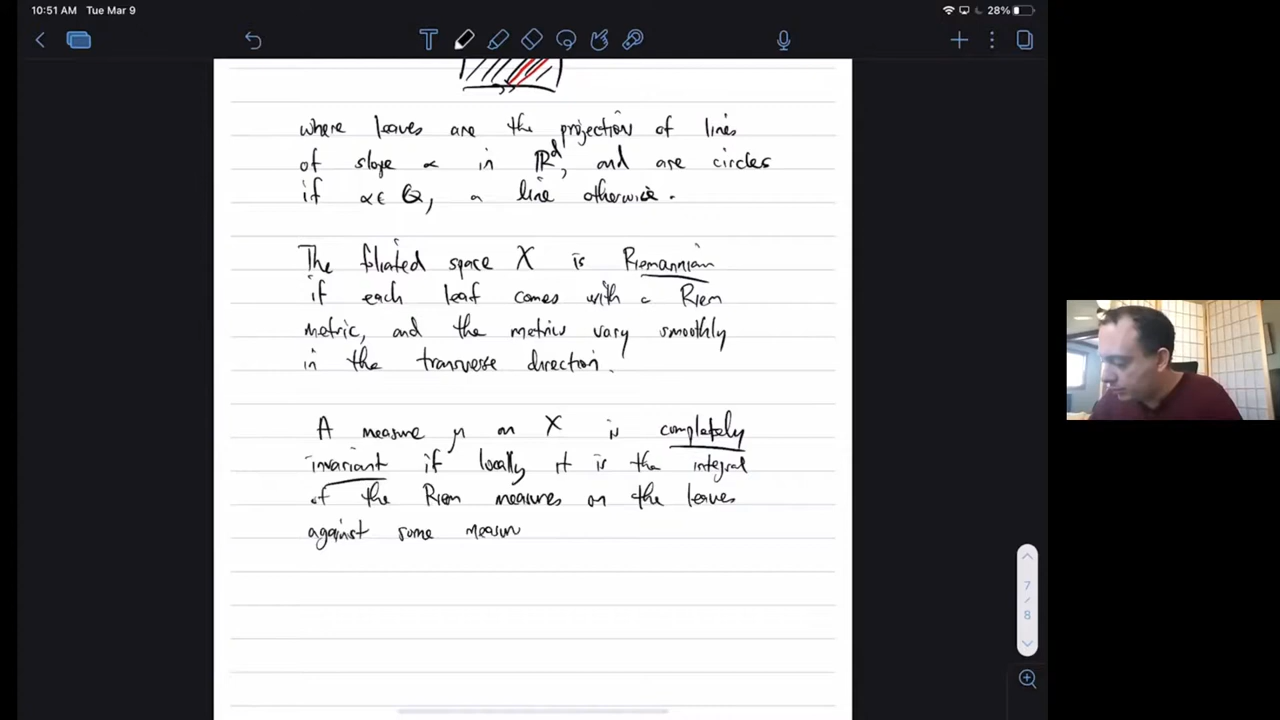 10:51 AM Tue Mar 9
28%
T
where leaves are the projection of lines
of slope α in ℝᵈ, and are circles
if α ∈ ℚ, a line otherwise.
The foliated space X is Riemannian
if each leaf comes with a Riem
metric, and the metrics vary smoothly
in the transverse direction.
A measure μ on X is completely
invariant if locally it is the integral
of the Riem measures on the leaves
against some measure
7
/
8